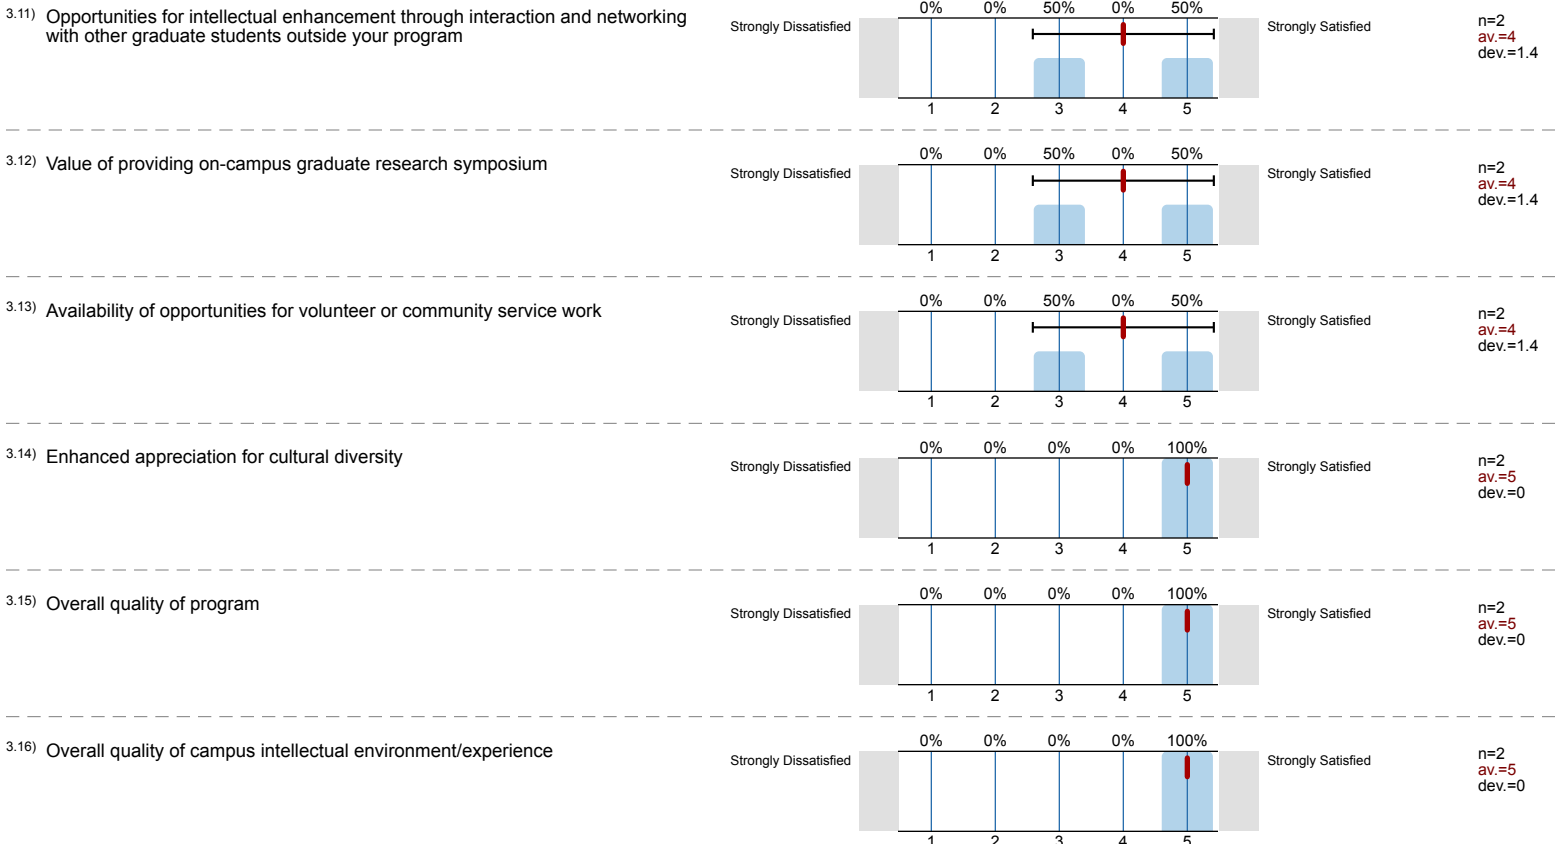 3.11) Opportunities for intellectual enhancement through interaction and networking
with other graduate students outside your program
0% 0% 50% 0% 50%
Strongly Dissatisfied
Strongly Satisfied
1 2 3 4 5
n=2
av.=4
dev.=1.4
3.12) Value of providing on-campus graduate research symposium
0% 0% 50% 0% 50%
Strongly Dissatisfied
Strongly Satisfied
1 2 3 4 5
n=2
av.=4
dev.=1.4
3.13) Availability of opportunities for volunteer or community service work
0% 0% 50% 0% 50%
Strongly Dissatisfied
Strongly Satisfied
1 2 3 4 5
n=2
av.=4
dev.=1.4
3.14) Enhanced appreciation for cultural diversity
0% 0% 0% 0% 100%
Strongly Dissatisfied
Strongly Satisfied
1 2 3 4 5
n=2
av.=5
dev.=0
3.15) Overall quality of program
0% 0% 0% 0% 100%
Strongly Dissatisfied
Strongly Satisfied
1 2 3 4 5
n=2
av.=5
dev.=0
3.16) Overall quality of campus intellectual environment/experience
0% 0% 0% 0% 100%
Strongly Dissatisfied
Strongly Satisfied
1 2 3 4 5
n=2
av.=5
dev.=0